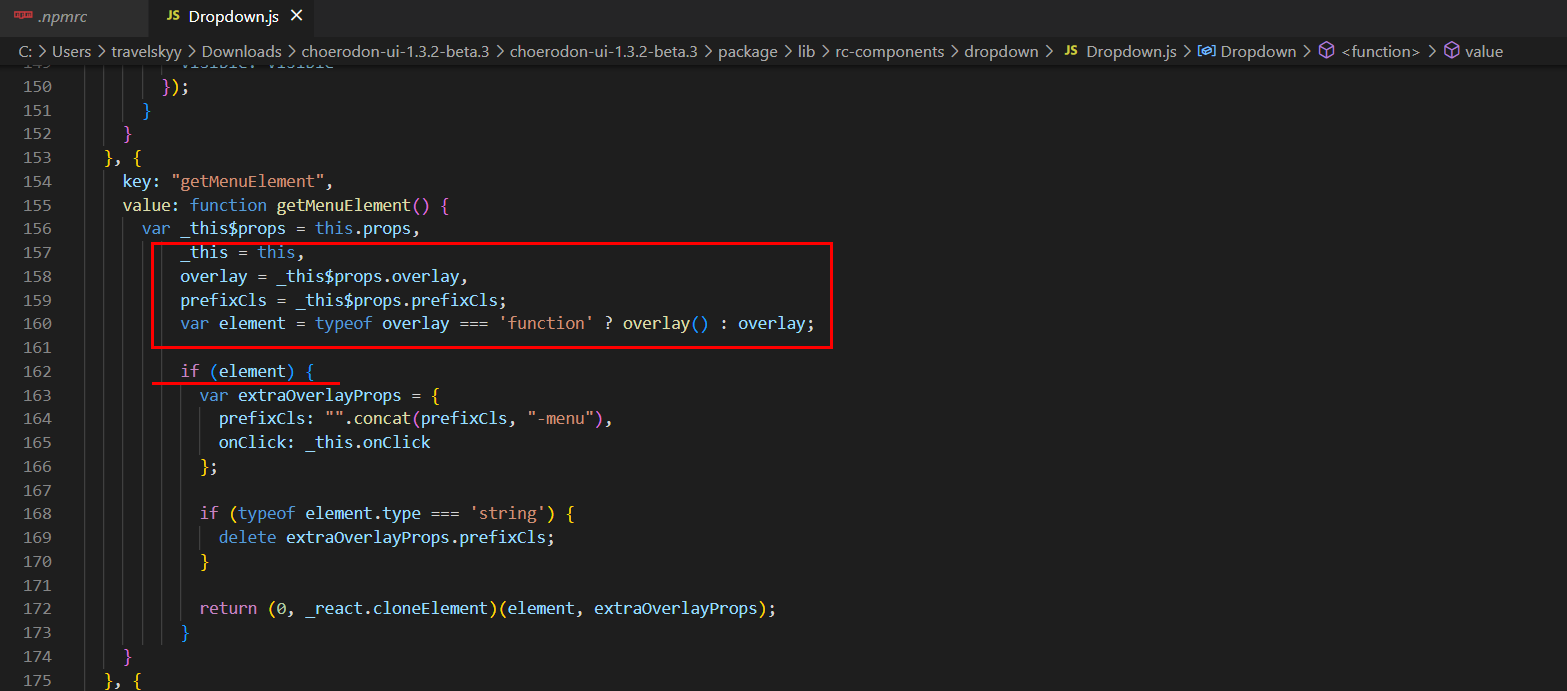 npm .npmrc JS Dropdown.js ×
C: > Users > travelskyy > Downloads > choerodon-ui-1.3.2-beta.3 > choerodon-ui-1.3.2-beta.3 > package > lib > rc-components > dropdown > JS Dropdown.js > Dropdown > <function> > value
149 visible: visible
150 });
151 }
152 }
153 }, {
154 key: "getMenuElement",
155 value: function getMenuElement() {
156 var _this$props = this.props,
157 _this = this,
158 overlay = _this$props.overlay,
159 prefixCls = _this$props.prefixCls;
160 var element = typeof overlay === 'function' ? overlay() : overlay;
161
162 if (element) {
163 var extraOverlayProps = {
164 prefixCls: "".concat(prefixCls, "-menu"),
165 onClick: _this.onClick
166 };
167
168 if (typeof element.type === 'string') {
169 delete extraOverlayProps.prefixCls;
170 }
171
172 return (0, _react.cloneElement)(element, extraOverlayProps);
173 }
174 }
175 }, {